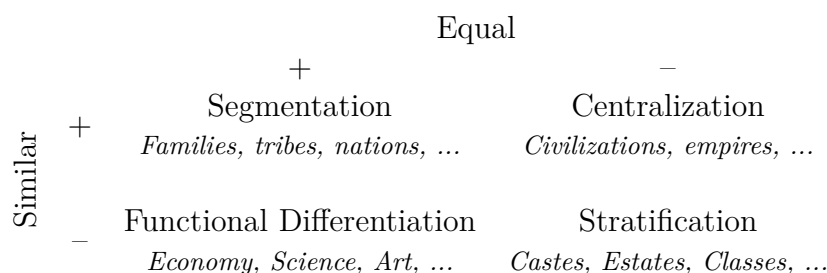 Equal
+ –
Similar
+
Segmentation Centralization
Families, tribes, nations, ... Civilizations, empires, ...
–
Functional Differentiation Stratification
Economy, Science, Art, ... Castes, Estates, Classes, ...